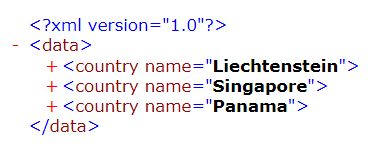 <?xml version="1.0"?>
- <data>
+ <country name="Liechtenstein">
+ <country name="Singapore">
+ <country name="Panama">
</data>